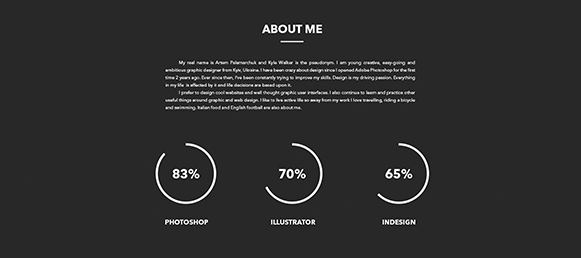 ABOUT ME
My real name is Artem Palamarchuk and Kyle Walker is the pseudonym. I am young creative, easy-going and
ambitious graphic designer from Kyiv, Ukraine. I have been crazy about design since I opened Adobe Photoshop for the first
time 2 years ago. Ever since then, I've been constantly trying to improve my skills. Design is my driving passion. Everything
in my life is effected by it and life decisions are based upon it.
I prefer to design cool websites and well thought graphic user interfaces. I also continue to learn and practice other
useful things around graphic and web design. I like to live active life so away from my work I love travelling, riding a bicycle
and swimming. Italian food and English football are also about me.
83% 70% 65%
PHOTOSHOP ILLUSTRATOR INDESIGN